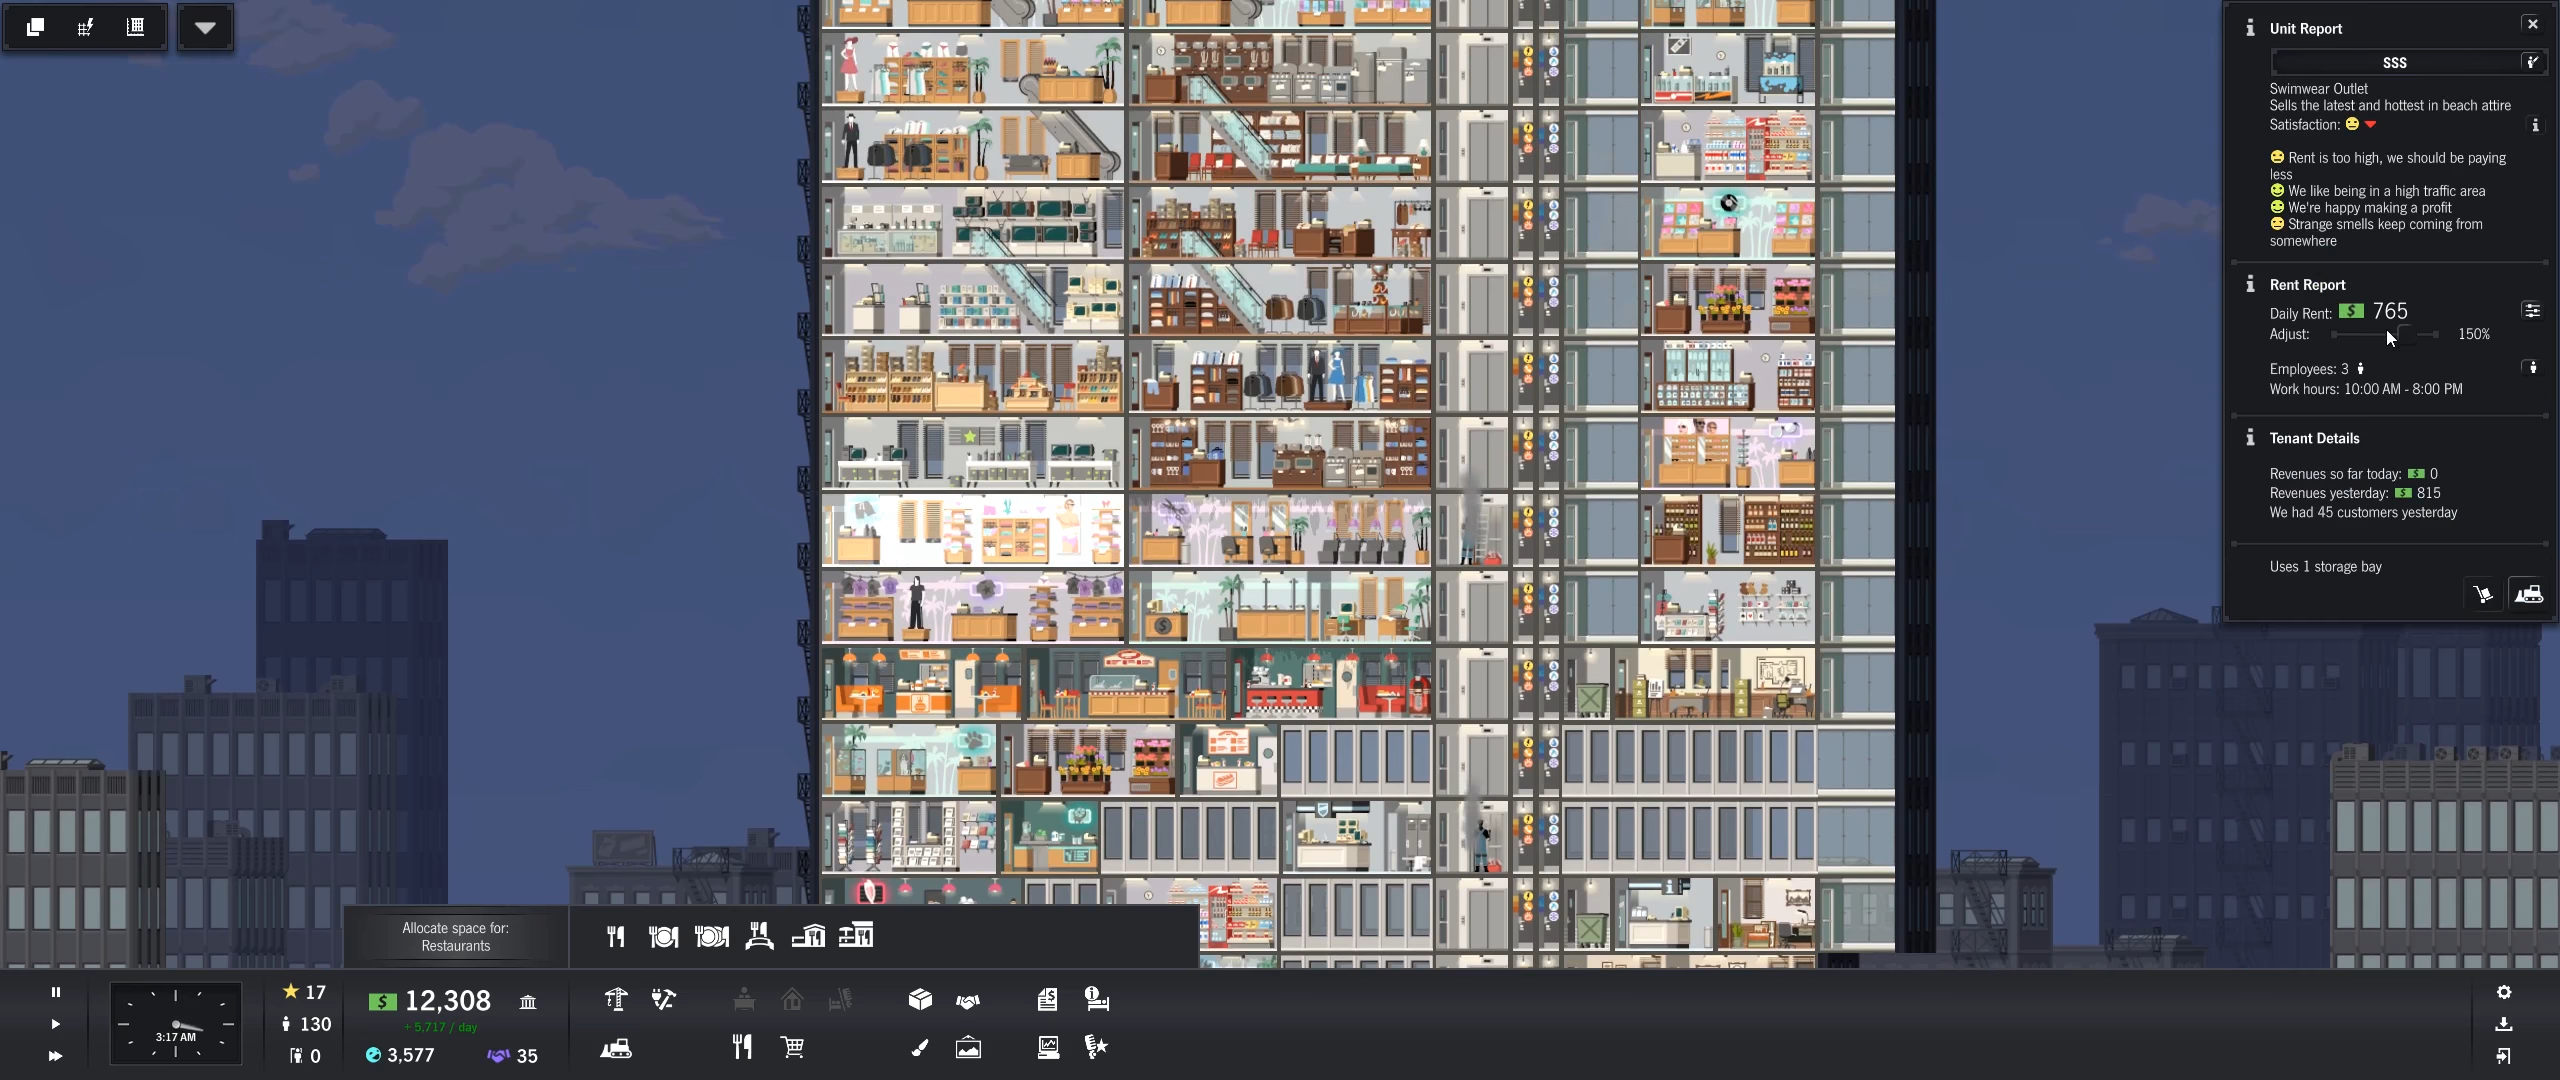 Unit Report
SSS
Swimwear Outlet
Sells the latest and hottest in beach attire
Satisfaction:
Rent is too high, we should be paying
less
We like being in a high traffic area
We're happy making a profit
Strange smells keep coming from
somewhere
Rent Report
Daily Rent: $ 765
Adjust: 150%
Employees: 3
Work hours: 10:00 AM - 8:00 PM
Tenant Details
Revenues so far today: $ 0
Revenues yesterday: $ 815
We had 45 customers yesterday
Uses 1 storage bay
Allocate space for:
Restaurants
3:17 AM
17
130
0
$ 12,308
+ 5,717 / day
3,577
35